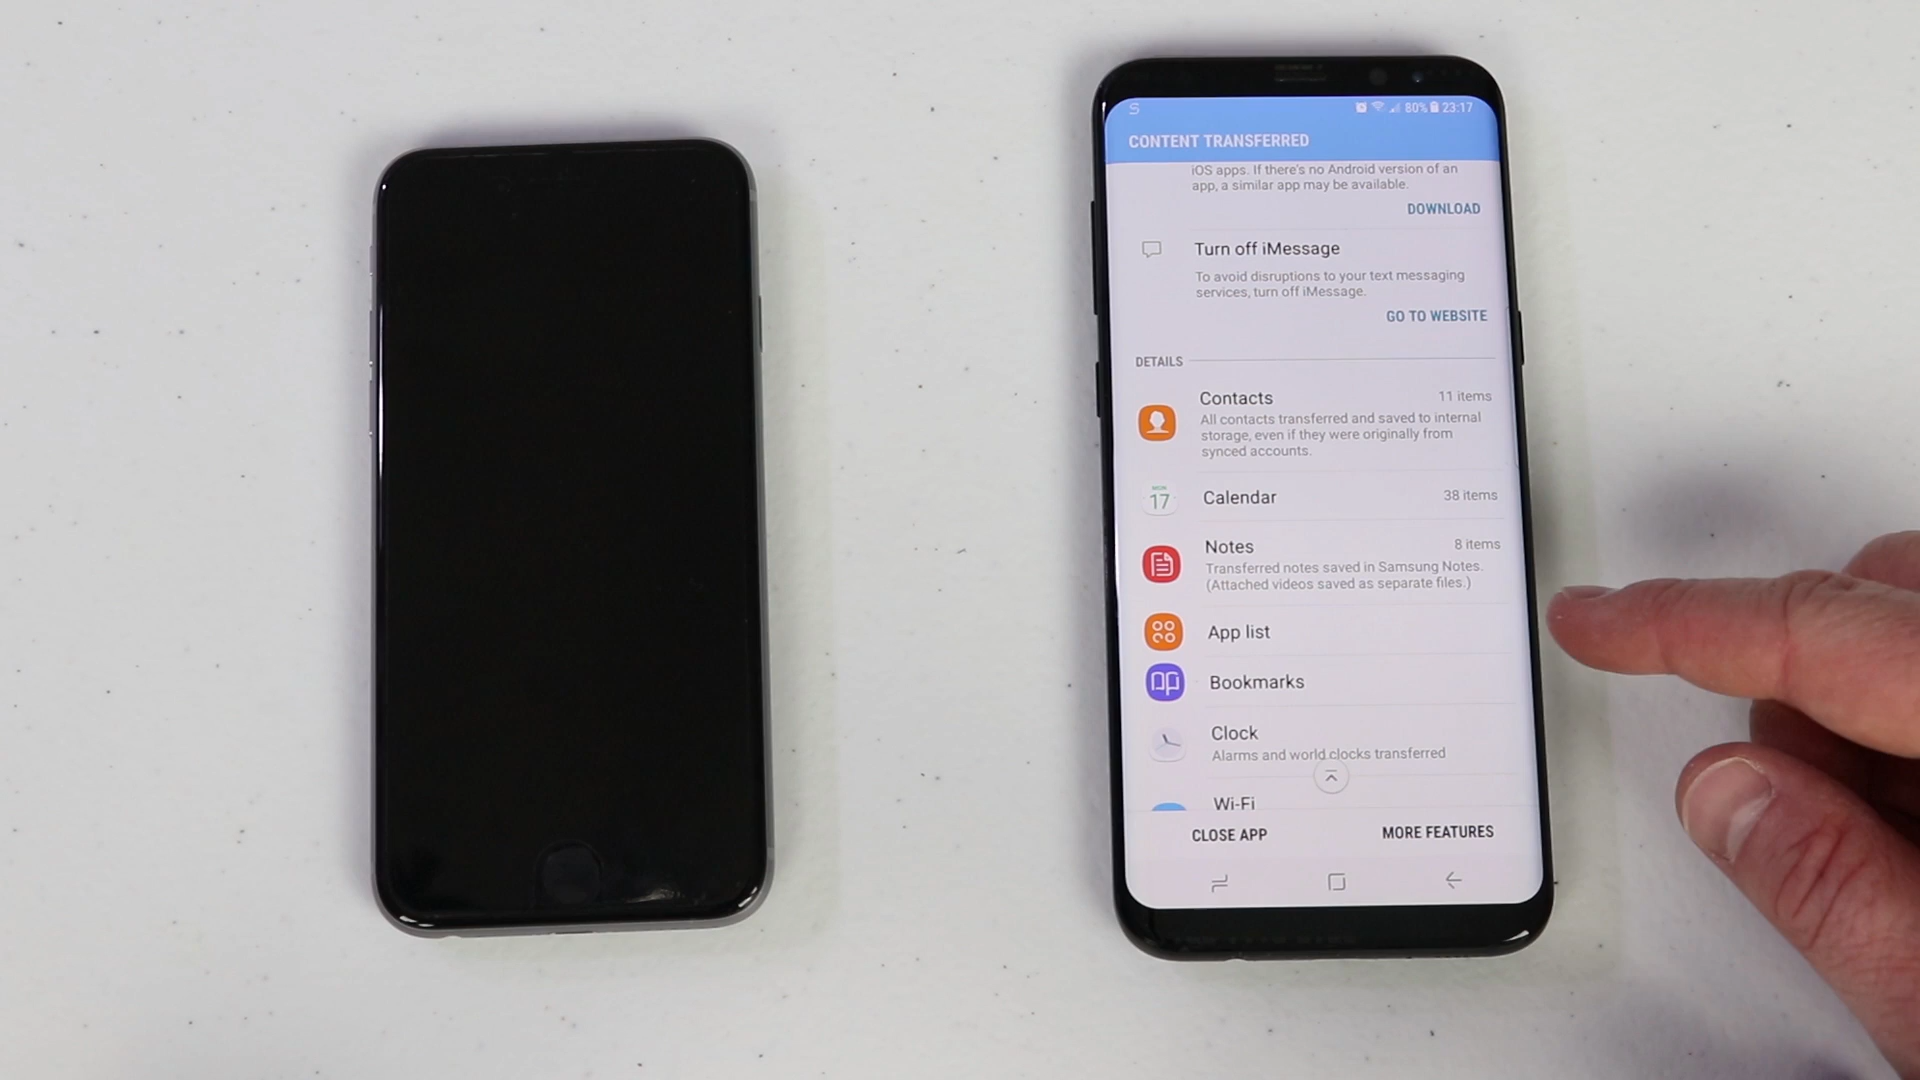 S
80% 23:17
CONTENT TRANSFERRED
iOS apps. If there's no Android version of an
app, a similar app may be available.
DOWNLOAD
Turn off iMessage
To avoid disruptions to your text messaging
services, turn off iMessage.
GO TO WEBSITE
DETAILS
Contacts 11 items
All contacts transferred and saved to internal
storage, even if they were originally from
synced accounts.
MON
17
Calendar 38 items
Notes 8 items
Transferred notes saved in Samsung Notes.
(Attached videos saved as separate files.)
App list
Bookmarks
Clock
Alarms and world clocks transferred
Wi-Fi
CLOSE APP MORE FEATURES